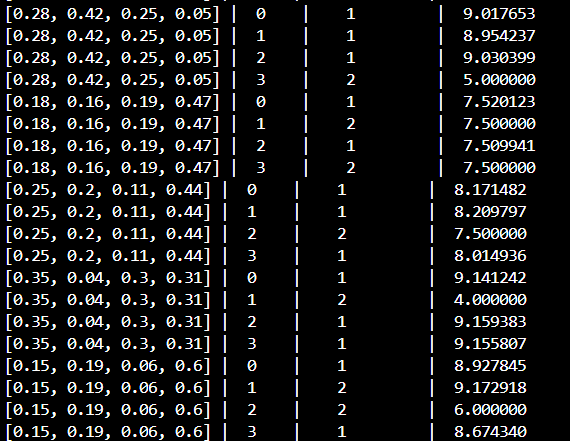 [0.28, 0.42, 0.25, 0.05] | 0 | 1 | 9.017653
[0.28, 0.42, 0.25, 0.05] | 1 | 1 | 8.954237
[0.28, 0.42, 0.25, 0.05] | 2 | 1 | 9.030399
[0.28, 0.42, 0.25, 0.05] | 3 | 2 | 5.000000
[0.18, 0.16, 0.19, 0.47] | 0 | 1 | 7.520123
[0.18, 0.16, 0.19, 0.47] | 1 | 2 | 7.500000
[0.18, 0.16, 0.19, 0.47] | 2 | 1 | 7.509941
[0.18, 0.16, 0.19, 0.47] | 3 | 2 | 7.500000
[0.25, 0.2, 0.11, 0.44] | 0 | 1 | 8.171482
[0.25, 0.2, 0.11, 0.44] | 1 | 1 | 8.209797
[0.25, 0.2, 0.11, 0.44] | 2 | 2 | 7.500000
[0.25, 0.2, 0.11, 0.44] | 3 | 1 | 8.014936
[0.35, 0.04, 0.3, 0.31] | 0 | 1 | 9.141242
[0.35, 0.04, 0.3, 0.31] | 1 | 2 | 4.000000
[0.35, 0.04, 0.3, 0.31] | 2 | 1 | 9.159383
[0.35, 0.04, 0.3, 0.31] | 3 | 1 | 9.155807
[0.15, 0.19, 0.06, 0.6] | 0 | 1 | 8.927845
[0.15, 0.19, 0.06, 0.6] | 1 | 2 | 9.172918
[0.15, 0.19, 0.06, 0.6] | 2 | 2 | 6.000000
[0.15, 0.19, 0.06, 0.6] | 3 | 1 | 8.674340